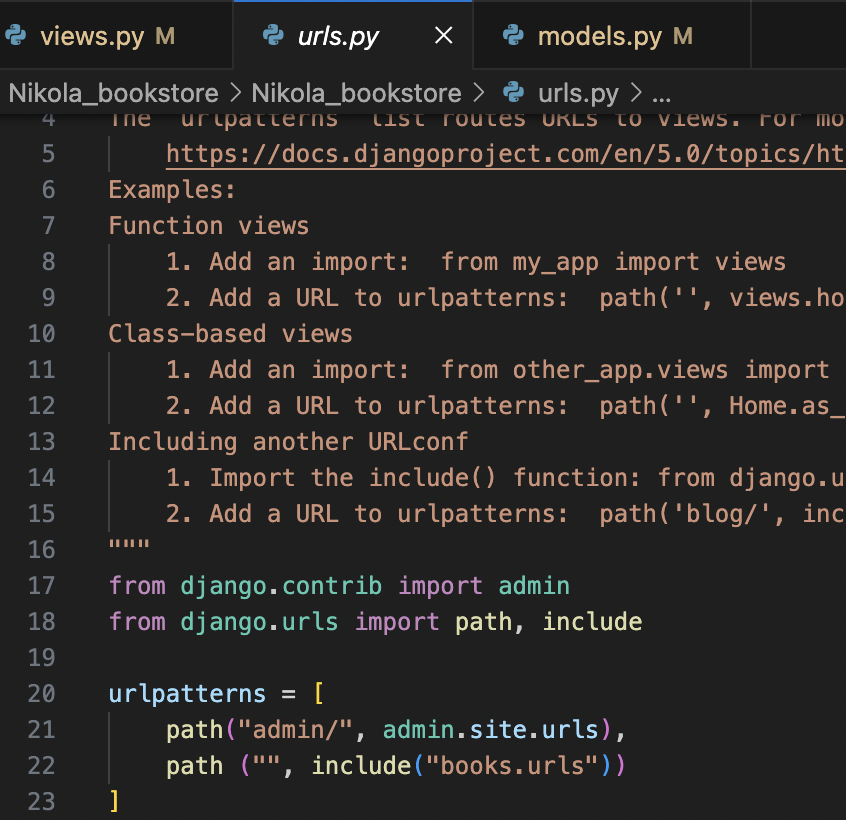 views.py M
urls.py
models.py M
Nikola_bookstore > Nikola_bookstore > urls.py > ...
4 The `urlpatterns` list routes URLs to views. For mo
5 https://docs.djangoproject.com/en/5.0/topics/ht
6 Examples:
7 Function views
8 1. Add an import:  from my_app import views
9 2. Add a URL to urlpatterns:  path('', views.ho
10 Class-based views
11 1. Add an import:  from other_app.views import
12 2. Add a URL to urlpatterns:  path('', Home.as_
13 Including another URLconf
14 1. Import the include() function: from django.u
15 2. Add a URL to urlpatterns:  path('blog/', inc
16 """
17 from django.contrib import admin
18 from django.urls import path, include
19
20 urlpatterns = [
21 path("admin/", admin.site.urls),
22 path ("", include("books.urls"))
23 ]